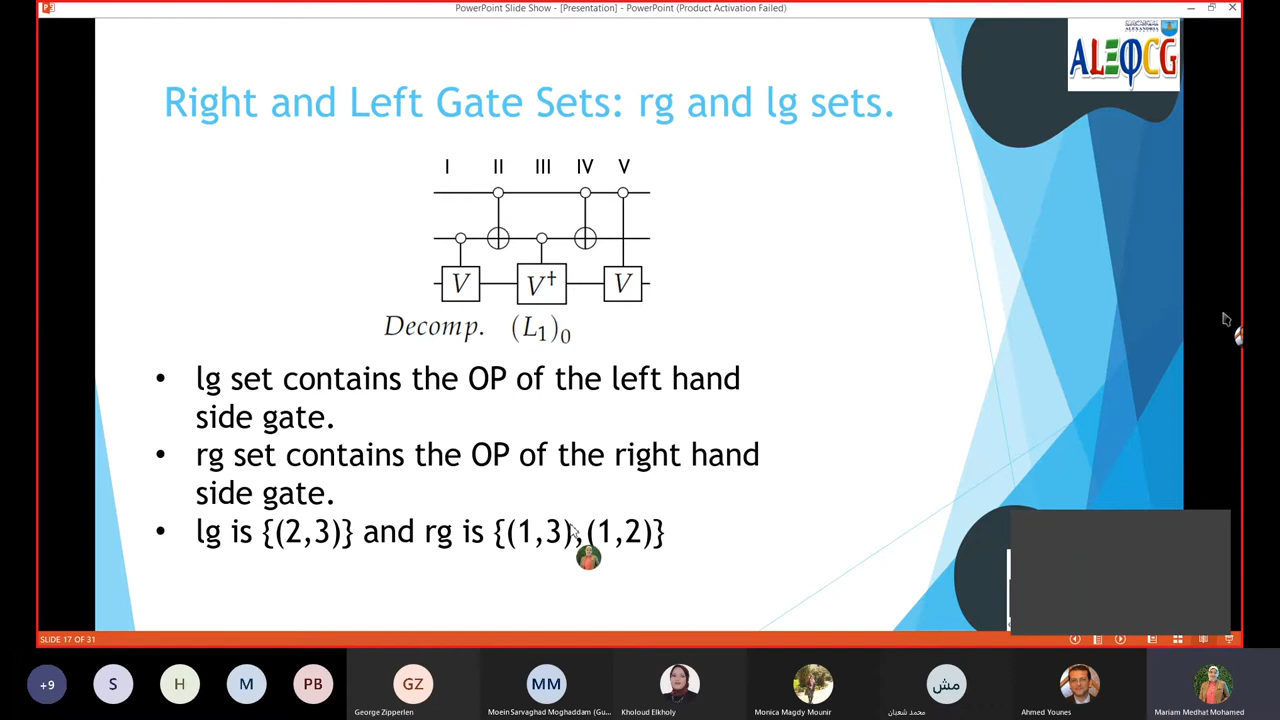 PowerPoint Slide Show - [Presentation] - PowerPoint (Product Activation Failed)
ALEφCG
Right and Left Gate Sets: rg and lg sets.
I II III IV V
V V† V
Decomp. (L₁)₀
• lg set contains the OP of the left hand
side gate.
• rg set contains the OP of the right hand
side gate.
• lg is {(2,3)} and rg is {(1,3),(1,2)}
SLIDE 17 OF 31
+9 S H M PB GZ MM مش
George Zipperlen Moein Sarvaghad Moghaddam (Gu... Kholoud Elkholy Monica Magdy Mounir محمد شعبان Ahmed Younes Mariam Medhat Mohamed